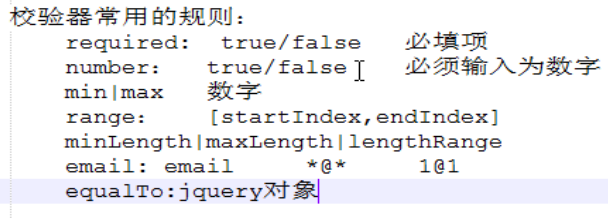 校验器常用的规则：
required: true/false 必填项
number: true/false 必须输入为数字
min|max 数字
range: [startIndex,endIndex]
minLength|maxLength|lengthRange
email: email *@* 1@1
equalTo:jquery对象